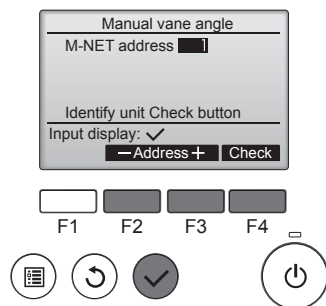 Manual vane angle
M-NET address 1
Identify unit Check button
Input display: ✓
−Address+ Check
F1 F2 F3 F4